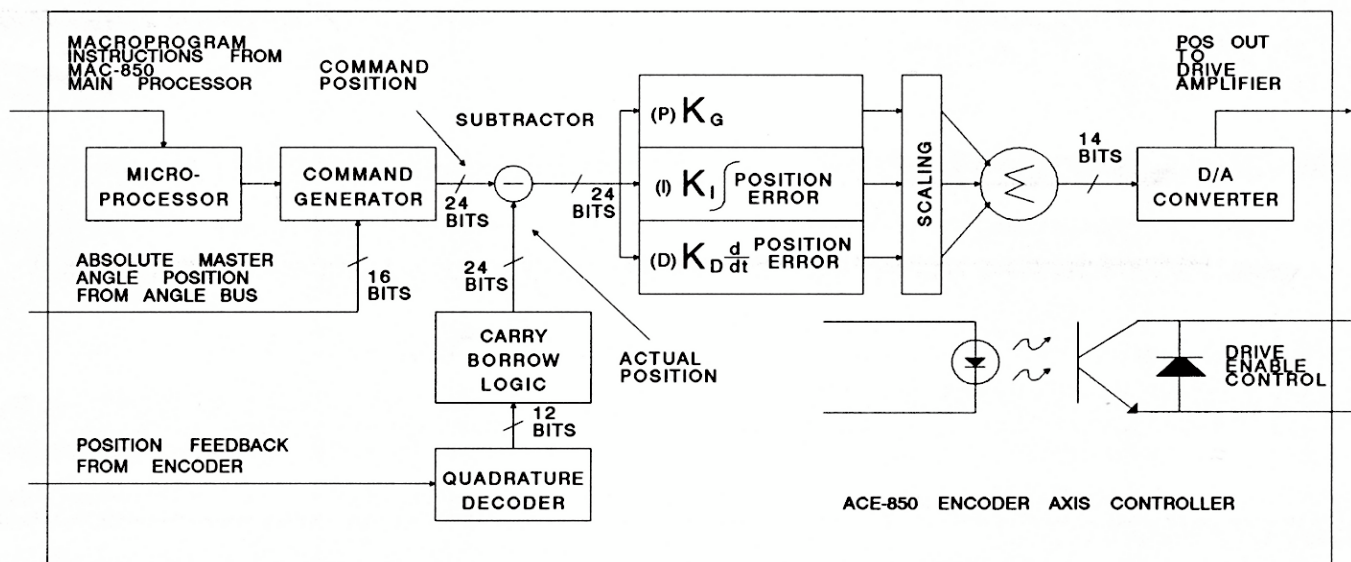 MACROPROGRAM
INSTRUCTIONS FROM
MAC-850
MAIN PROCESSOR
COMMAND
POSITION
SUBTRACTOR
POS OUT
TO
DRIVE
AMPLIFIER
MICRO-
PROCESSOR
COMMAND
GENERATOR
24
BITS
24
BITS
(P) K G
(I) K I ∫ POSITION
ERROR
(D) K D d/dt POSITION
ERROR
SCALING
Σ
14
BITS
D/A
CONVERTER
ABSOLUTE MASTER
ANGLE POSITION
FROM ANGLE BUS
16
BITS
24
BITS
CARRY
BORROW
LOGIC
ACTUAL
POSITION
DRIVE
ENABLE
CONTROL
12
BITS
POSITION FEEDBACK
FROM ENCODER
QUADRATURE
DECODER
ACE-850 ENCODER AXIS CONTROLLER